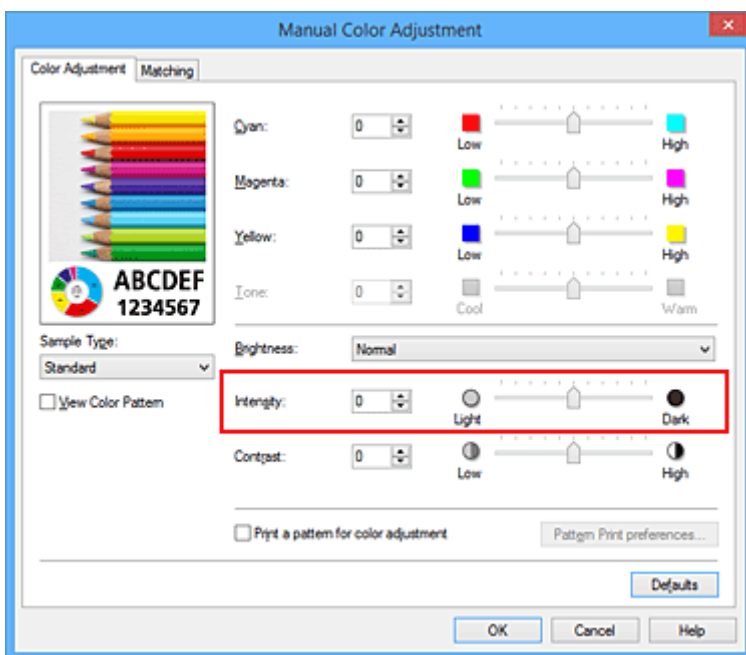 Manual Color Adjustment
Color Adjustment Matching
Cyan: 0 Low High
Magenta: 0 Low High
Yellow: 0 Low High
Tone: 0 Cool Warm
ABCDEF
1234567
Sample Type:
Standard
View Color Pattern
Brightness: Normal
Intensity: 0 Light Dark
Contrast: 0 Low High
Print a pattern for color adjustment Pattern Print preferences...
Defaults
OK Cancel Help